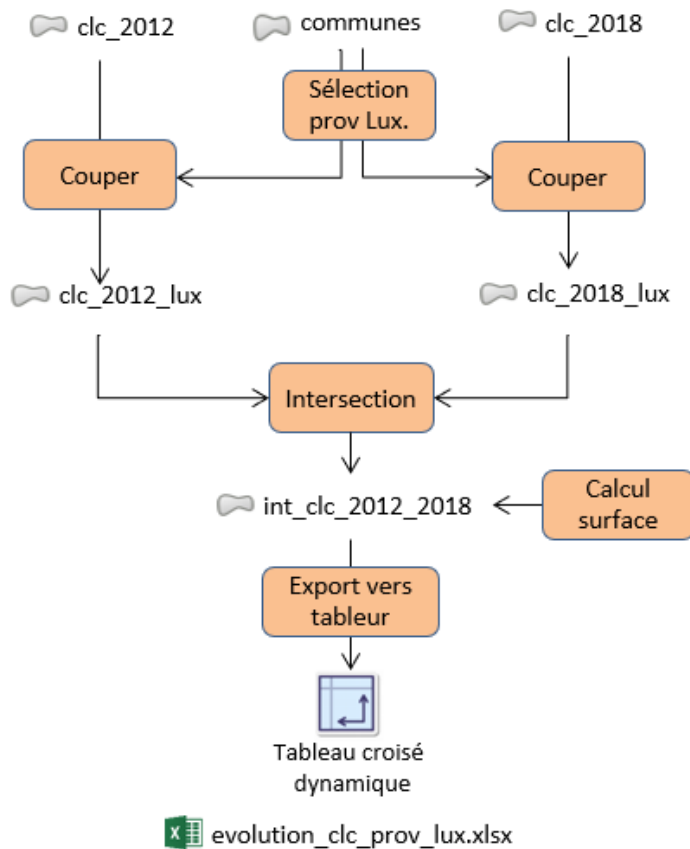 clc_2012
communes
clc_2018
Sélection
prov Lux.
Couper
Couper
clc_2012_lux
clc_2018_lux
Intersection
int_clc_2012_2018
Calcul
surface
Export vers
tableur
Tableau croisé
dynamique
evolution_clc_prov_lux.xlsx